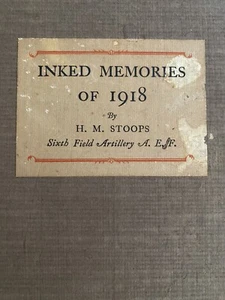 INKED MEMORIES
OF 1918
By
H. M. STOOPS
Sixth Field Artillery A. E. F.